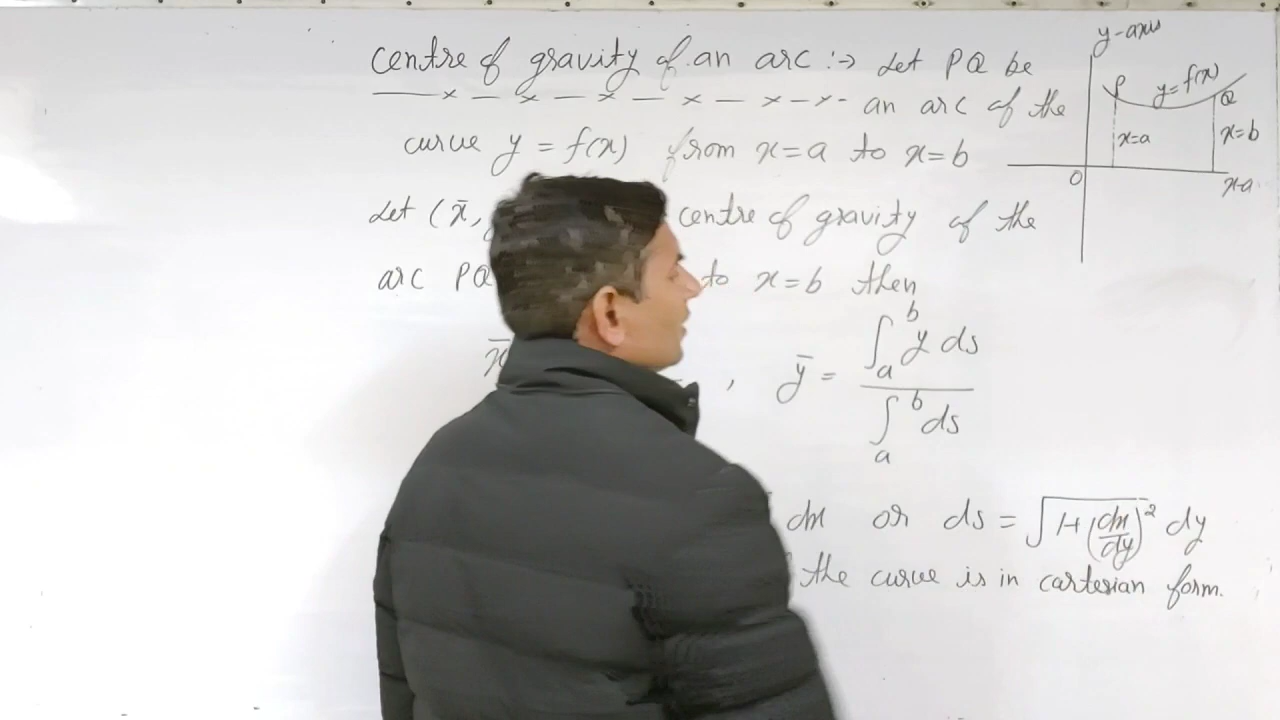 centre of gravity of an arc :→ Let PQ be
an arc of the
curve y = f(x) from x=a to x=b
Let (x̄, centre of gravity of the
arc PQ to x=b then
x̄ , ȳ = ∫_a^b y ds / ∫_a^b ds
dx or ds = √(1+(dx/dy)²) dy
the curve is in cartesian form.
y-axis
P y=f(x) Q
x=a x=b
O